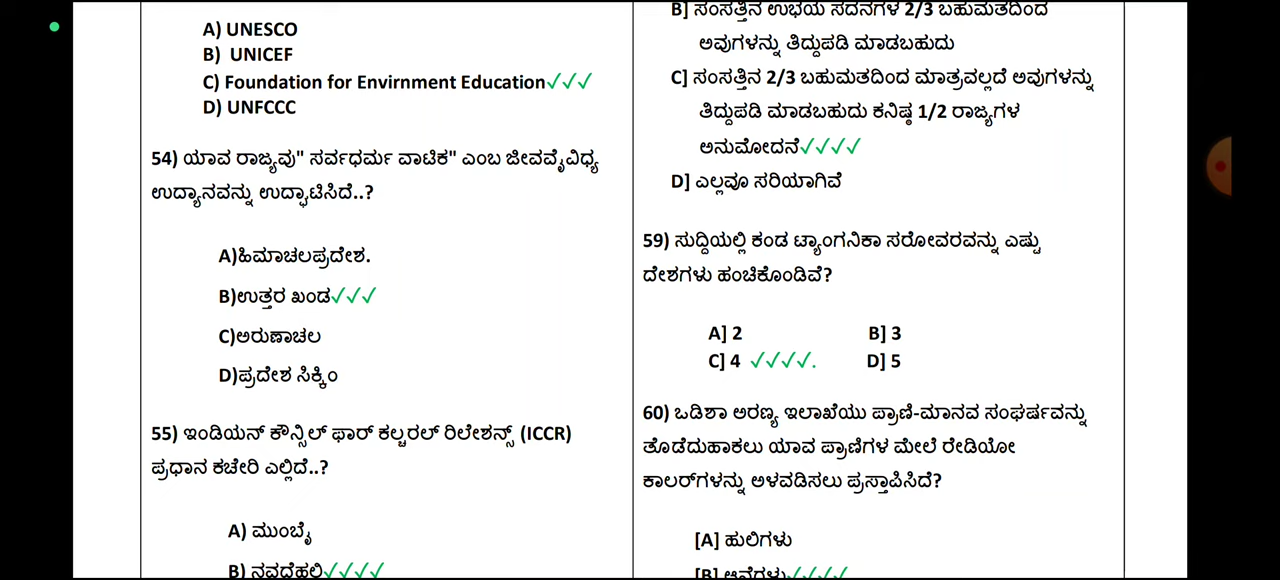 A) UNESCO
B) UNICEF
C) Foundation for Envirnment Education✓✓✓
D) UNFCCC
54) ಯಾವ ರಾಜ್ಯವು" ಸರ್ವಧರ್ಮ ವಾಟಿಕ" ಎಂಬ ಜೀವವೈವಿಧ್ಯ
ಉದ್ಯಾನವನ್ನು ಉದ್ಘಾಟಿಸಿದೆ..?
A)ಹಿಮಾಚಲಪ್ರದೇಶ.
B)ಉತ್ತರ ಖಂಡ✓✓✓
C)ಅರುಣಾಚಲ
D)ಪ್ರದೇಶ ಸಿಕ್ಕಿಂ
55) ಇಂಡಿಯನ್ ಕೌನ್ಸಿಲ್ ಫಾರ್ ಕಲ್ಚರಲ್ ರಿಲೇಶನ್ಸ್ (ICCR)
ಪ್ರಧಾನ ಕಚೇರಿ ಎಲ್ಲಿದೆ..?
A) ಮುಂಬೈ
B) ನವದೆಹಲಿ✓✓✓✓
B] ಸಂಸತ್ತಿನ ಉಭಯ ಸದನಗಳ 2/3 ಬಹುಮತದಿಂದ
ಅವುಗಳನ್ನು ತಿದ್ದುಪಡಿ ಮಾಡಬಹುದು
C] ಸಂಸತ್ತಿನ 2/3 ಬಹುಮತದಿಂದ ಮಾತ್ರವಲ್ಲದೆ ಅವುಗಳನ್ನು
ತಿದ್ದುಪಡಿ ಮಾಡಬಹುದು ಕನಿಷ್ಠ 1/2 ರಾಜ್ಯಗಳ
ಅನುಮೋದನೆ✓✓✓✓
D] ಎಲ್ಲವೂ ಸರಿಯಾಗಿವೆ
59) ಸುದ್ದಿಯಲ್ಲಿ ಕಂಡ ಟ್ಯಾಂಗನಿಕಾ ಸರೋವರವನ್ನು ಎಷ್ಟು
ದೇಶಗಳು ಹಂಚಿಕೊಂಡಿವೆ?
A] 2 B] 3
C] 4 ✓✓✓✓. D] 5
60) ಒಡಿಶಾ ಅರಣ್ಯ ಇಲಾಖೆಯು ಪ್ರಾಣಿ-ಮಾನವ ಸಂಘರ್ಷವನ್ನು
ತೊಡೆದುಹಾಕಲು ಯಾವ ಪ್ರಾಣಿಗಳ ಮೇಲೆ ರೇಡಿಯೋ
ಕಾಲರ್‌ಗಳನ್ನು ಅಳವಡಿಸಲು ಪ್ರಸ್ತಾಪಿಸಿದೆ?
[A] ಹುಲಿಗಳು
[B] ಆನೆಗಳು✓✓✓✓